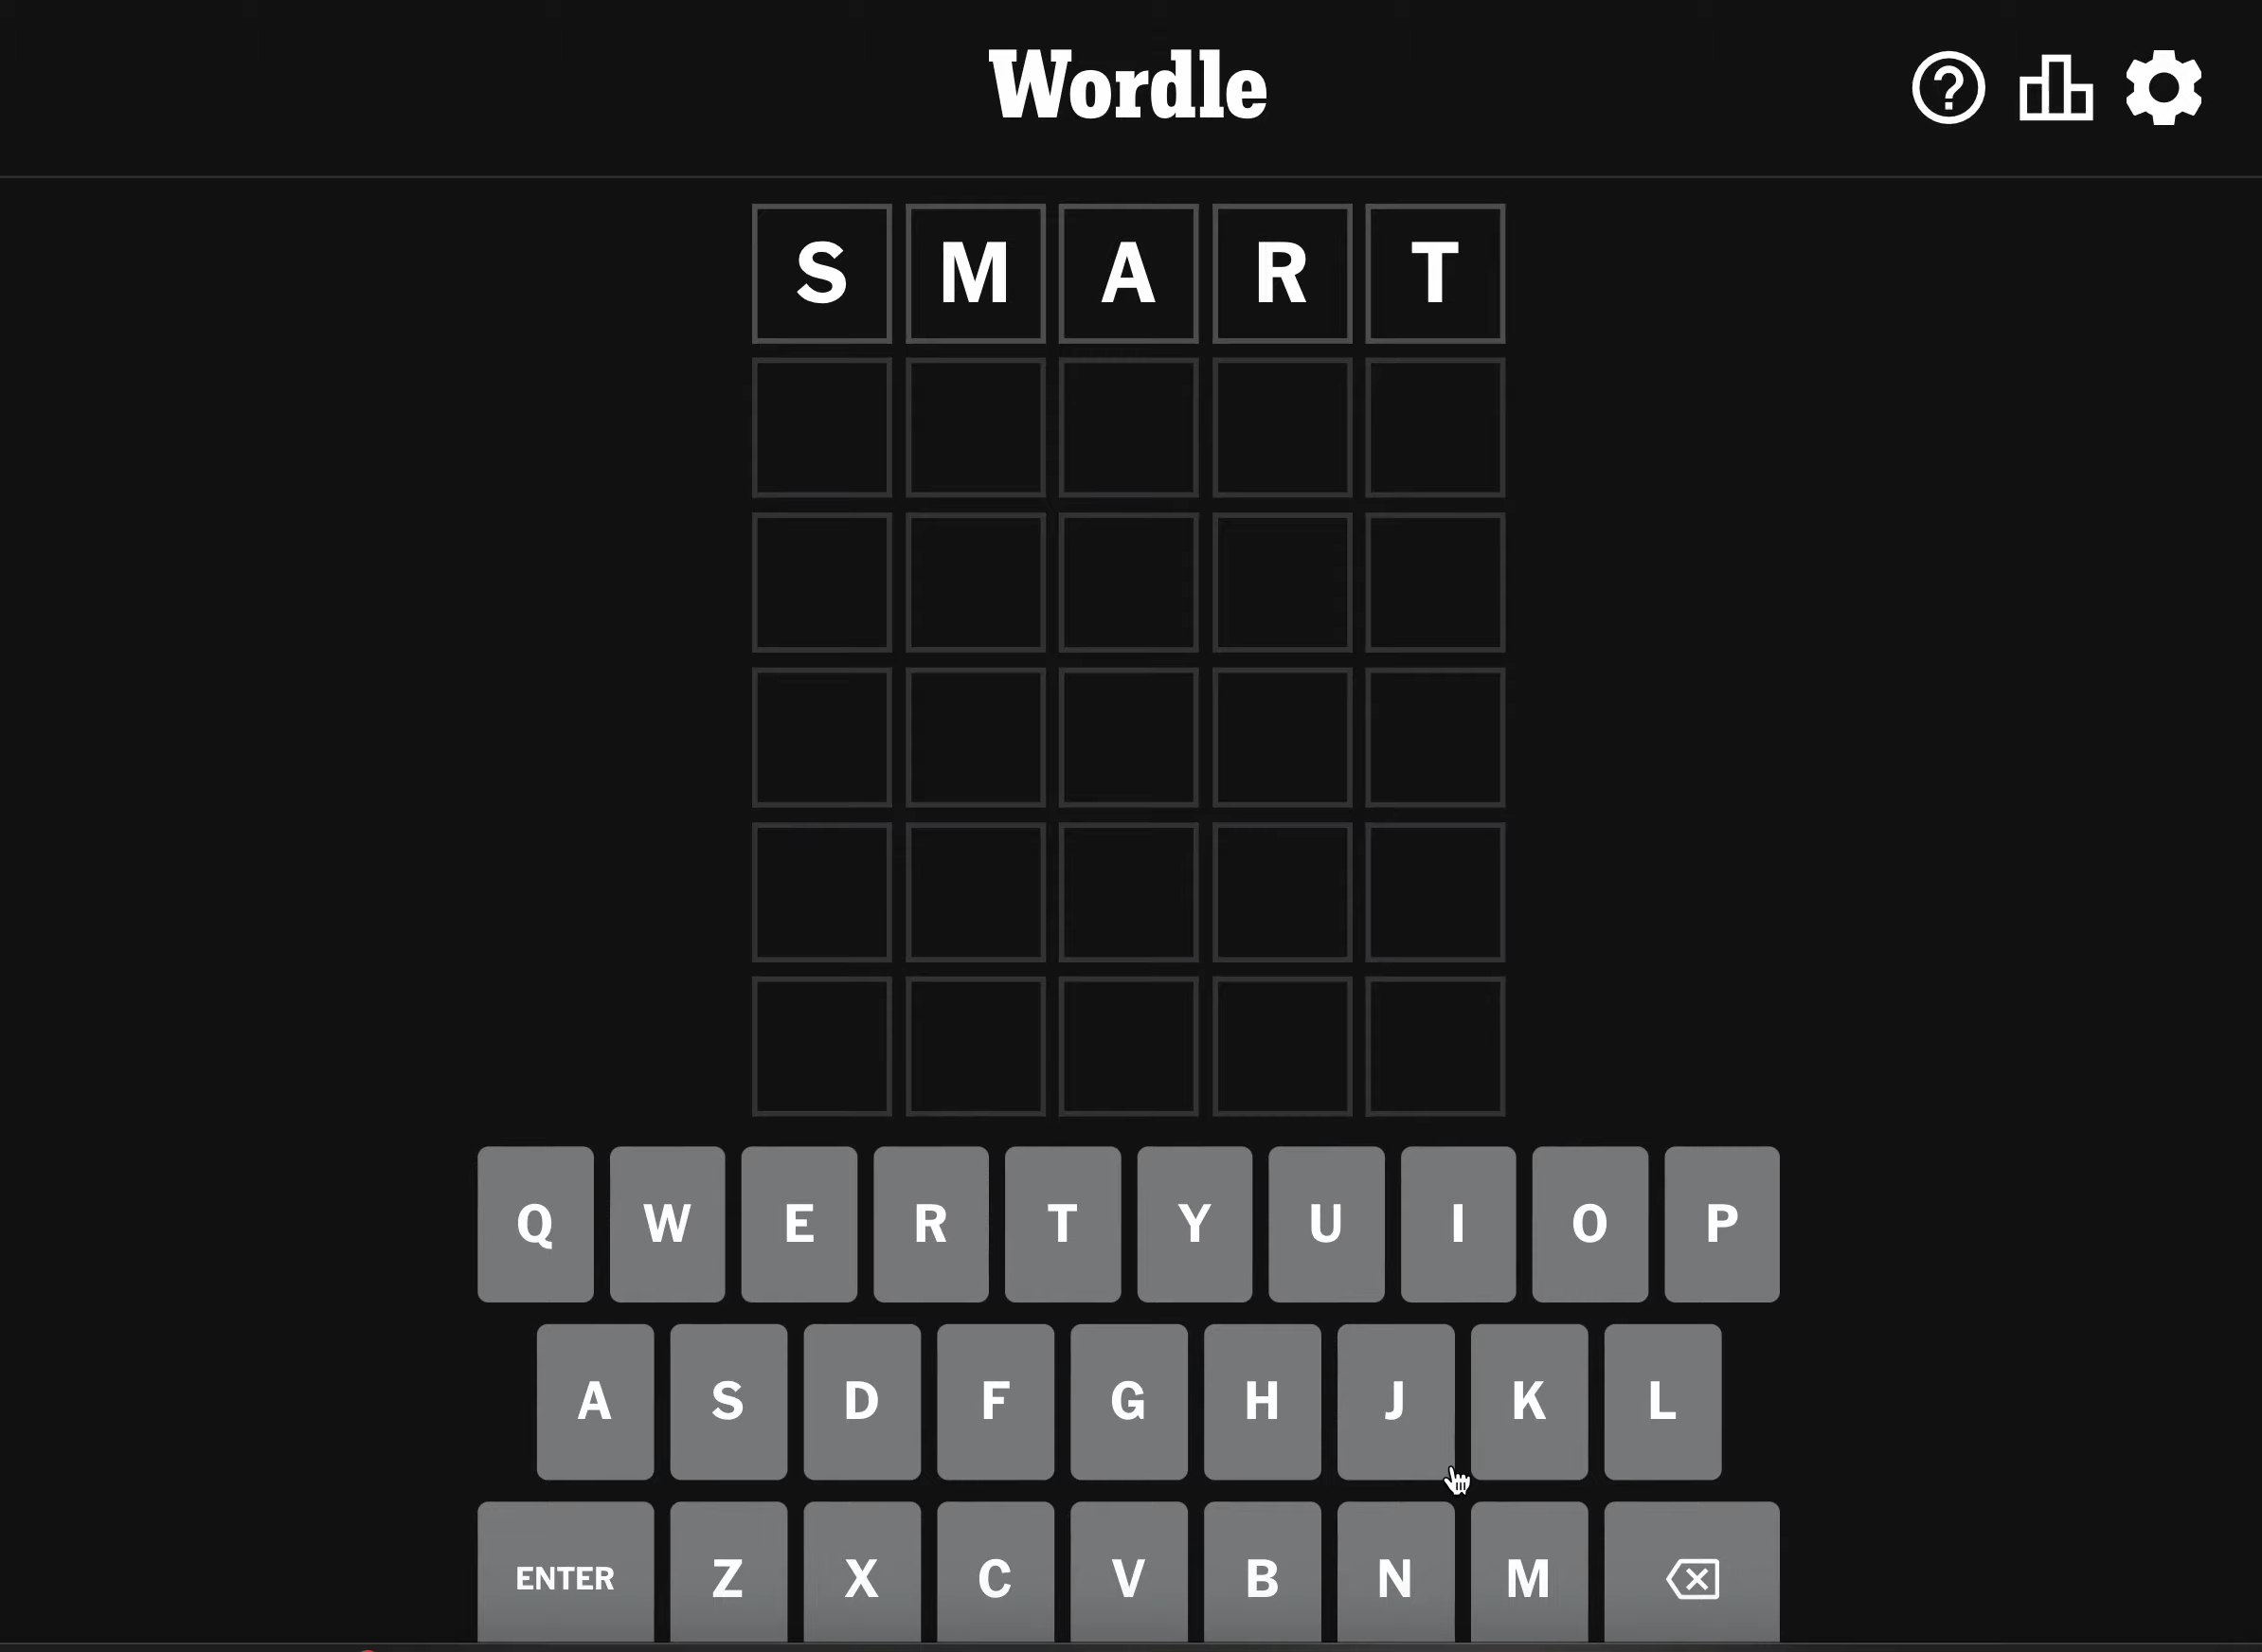 Wordle
S M A R T
Q W E R T Y U I O P
A S D F G H J K L
ENTER Z X C V B N M